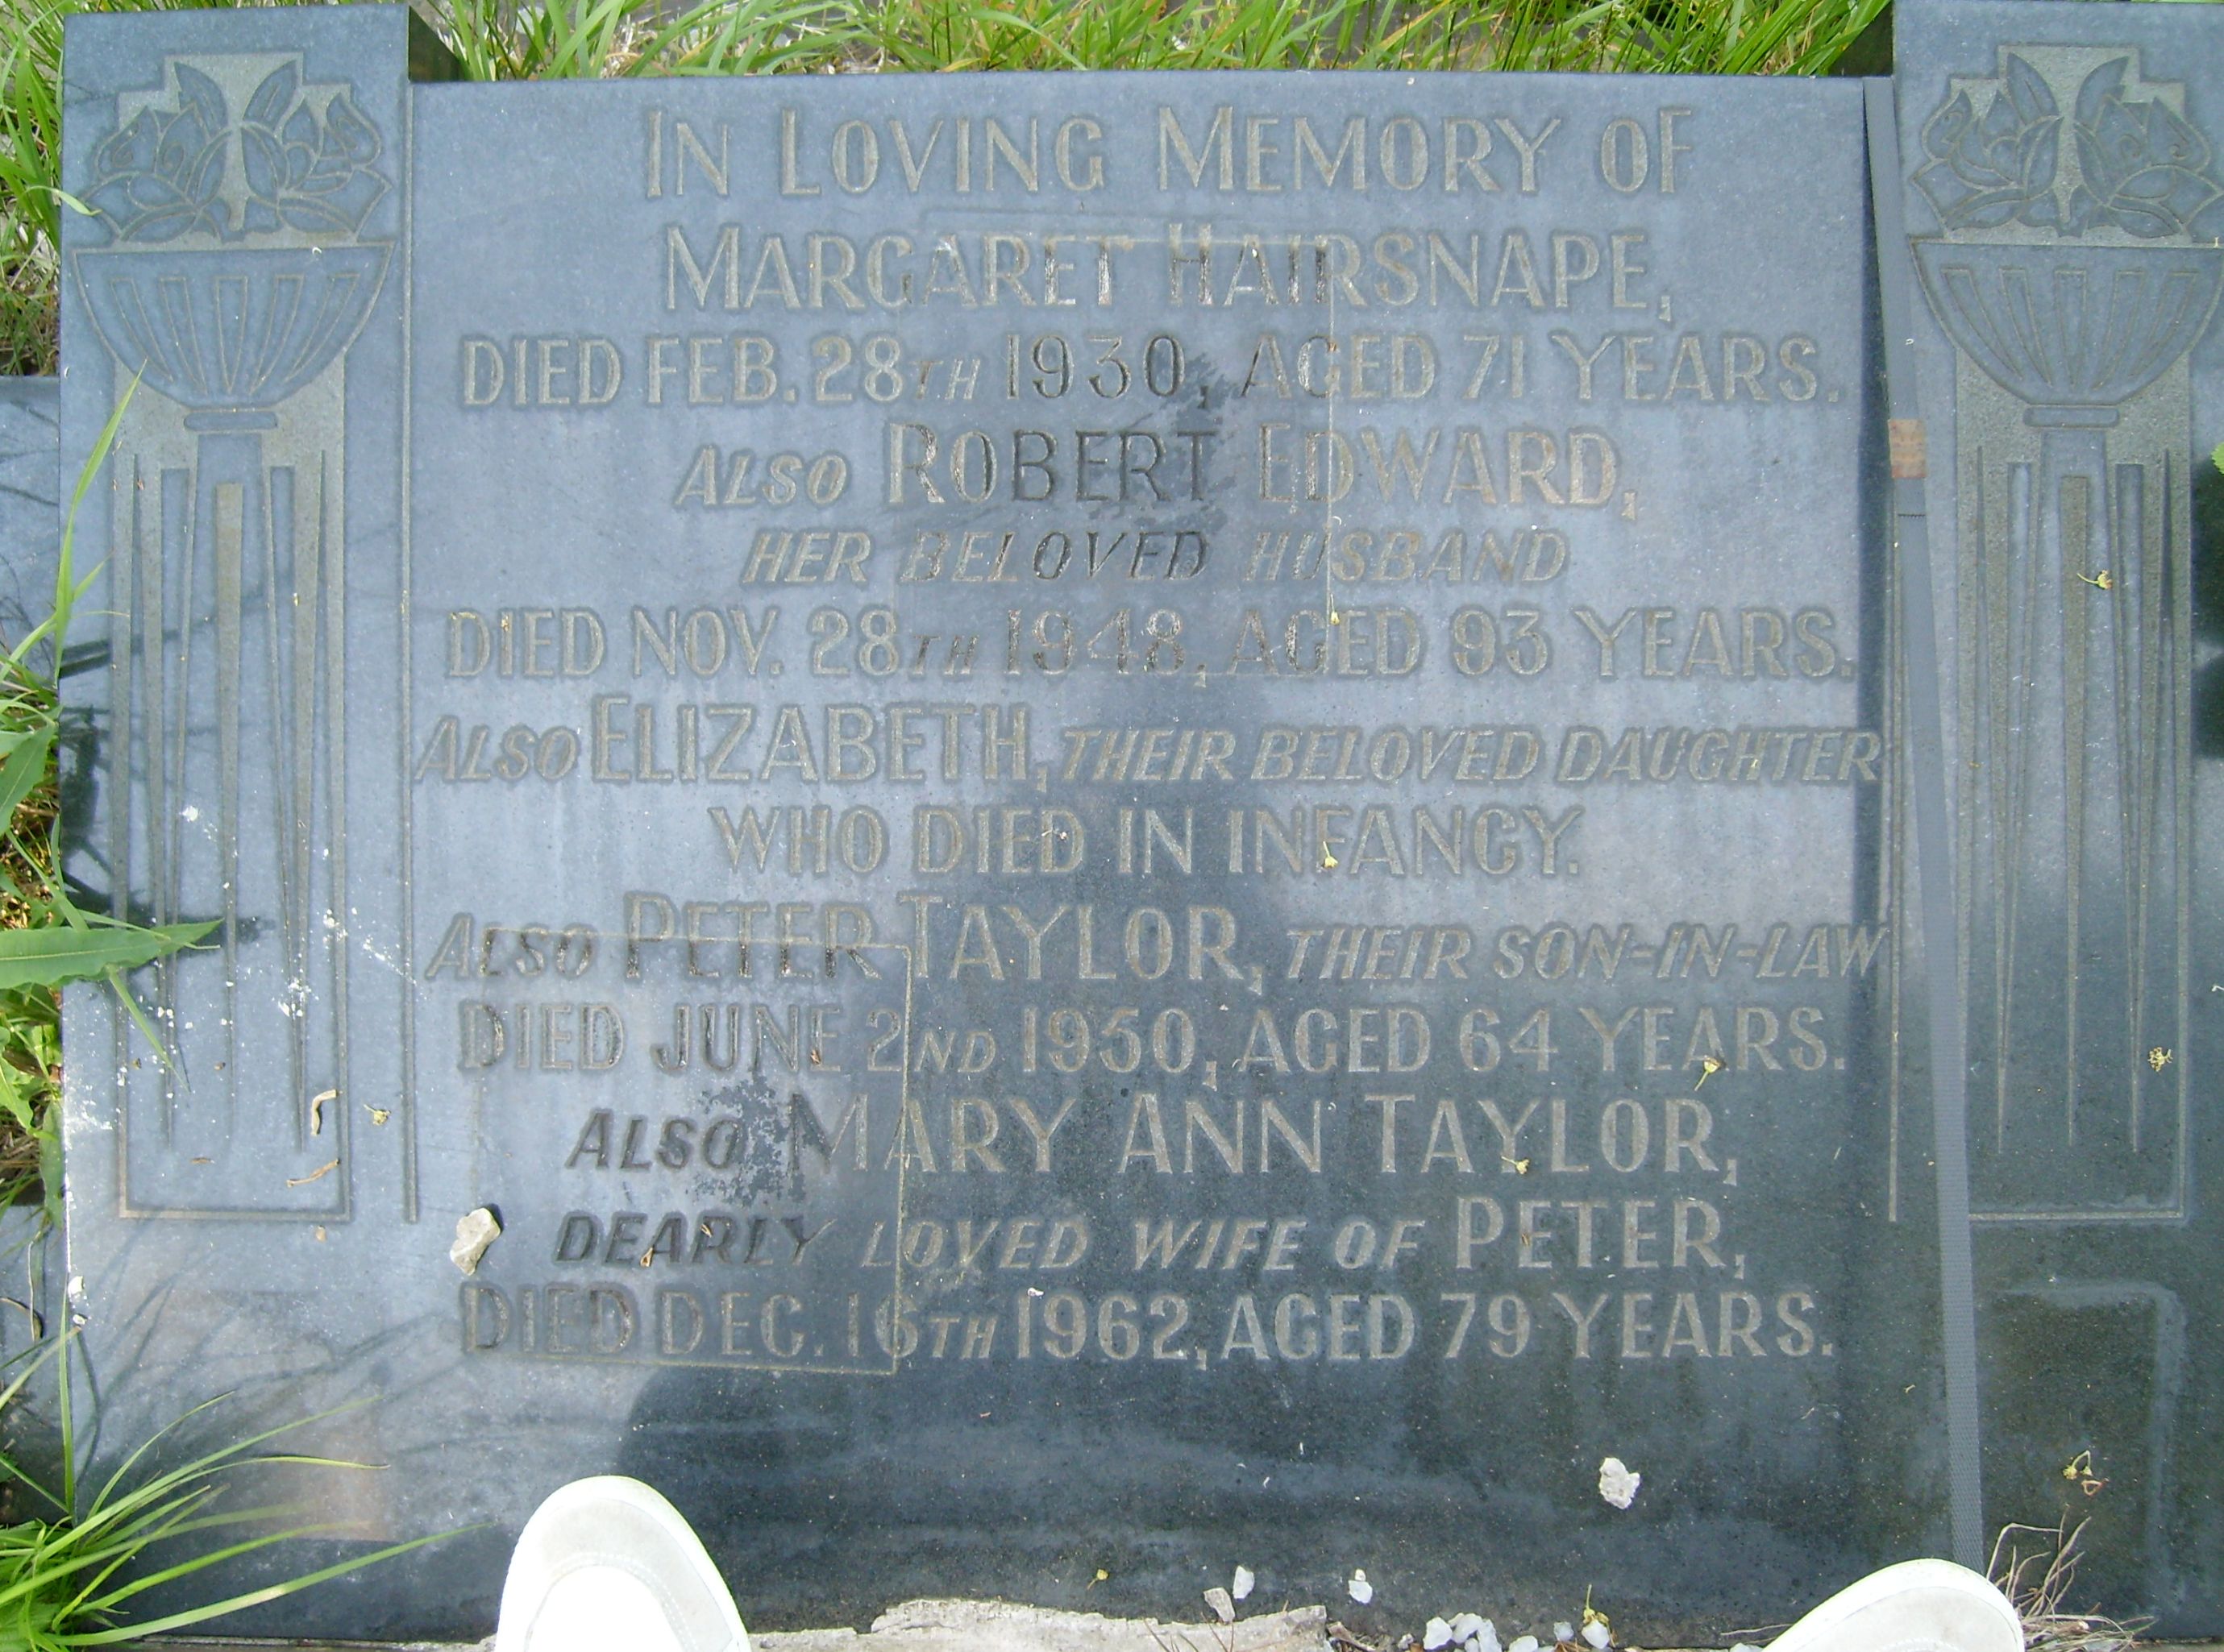 IN LOVING MEMORY OF
MARGARET HAIRSNAPE,
DIED FEB. 28TH 1930, AGED 71 YEARS.
ALSO ROBERT EDWARD,
HER BELOVED HUSBAND
DIED NOV. 28TH 1948, AGED 93 YEARS.
ALSO ELIZABETH, THEIR BELOVED DAUGHTER
WHO DIED IN INFANCY.
ALSO PETER TAYLOR, THEIR SON-IN-LAW
DIED JUNE 2ND 1950, AGED 64 YEARS.
ALSO MARY ANN TAYLOR,
DEARLY LOVED WIFE OF PETER,
DIED DEC. 16TH 1962, AGED 79 YEARS.